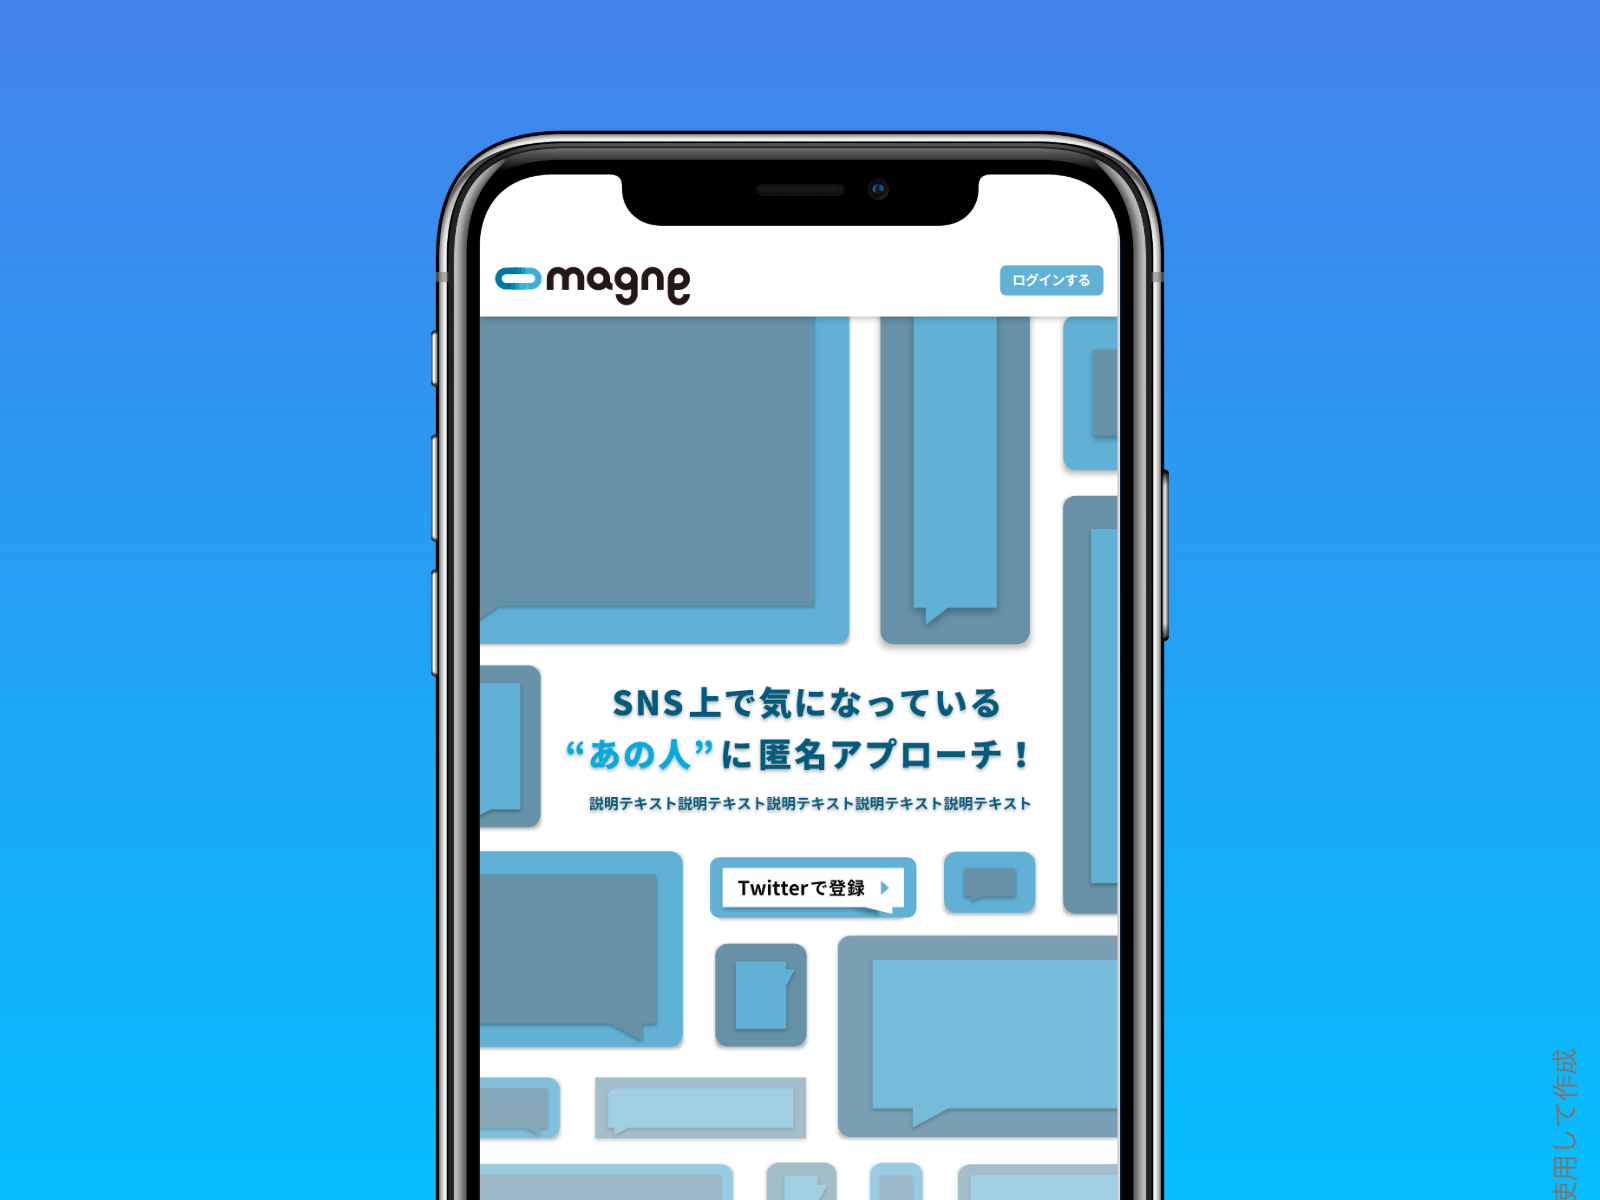 magne
ログインする
SNS上で気になっている
“あの人”に匿名アプローチ！
説明テキスト説明テキスト説明テキスト説明テキスト説明テキスト
Twitterで登録
使用して作成